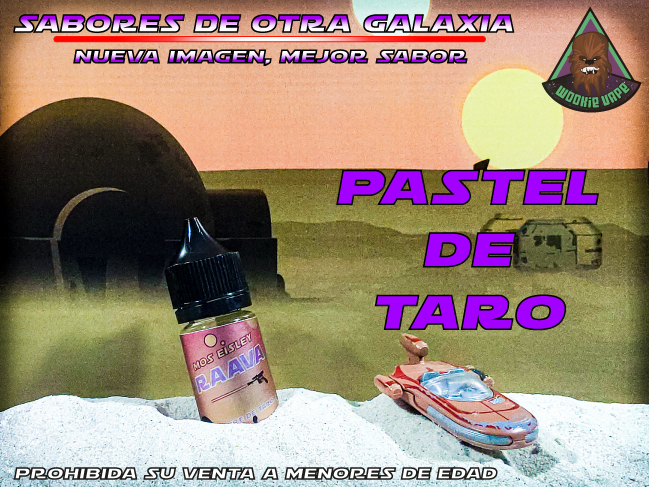 SABORES DE OTRA GALAXIA
NUEVA IMAGEN, MEJOR SABOR
WOOKIE VAPE
PASTEL
DE
TARO
MOS EISLEY
RAAVA
PROHIBIDA SU VENTA A MENORES DE EDAD